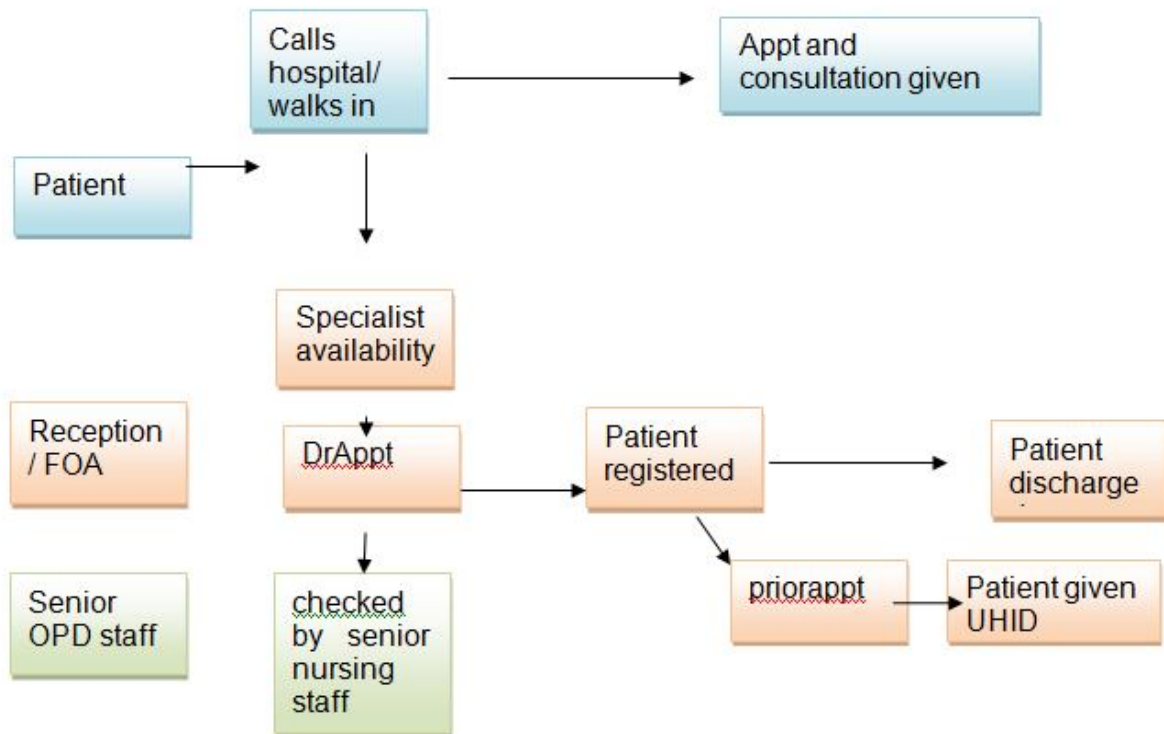 Calls
hospital/
walks in
Appt and
consultation given
Patient
Specialist
availability
Reception
/ FOA
DrAppt
Patient
registered
Patient
discharge
Senior
OPD staff
checked
by senior
nursing
staff
priorappt
Patient given
UHID